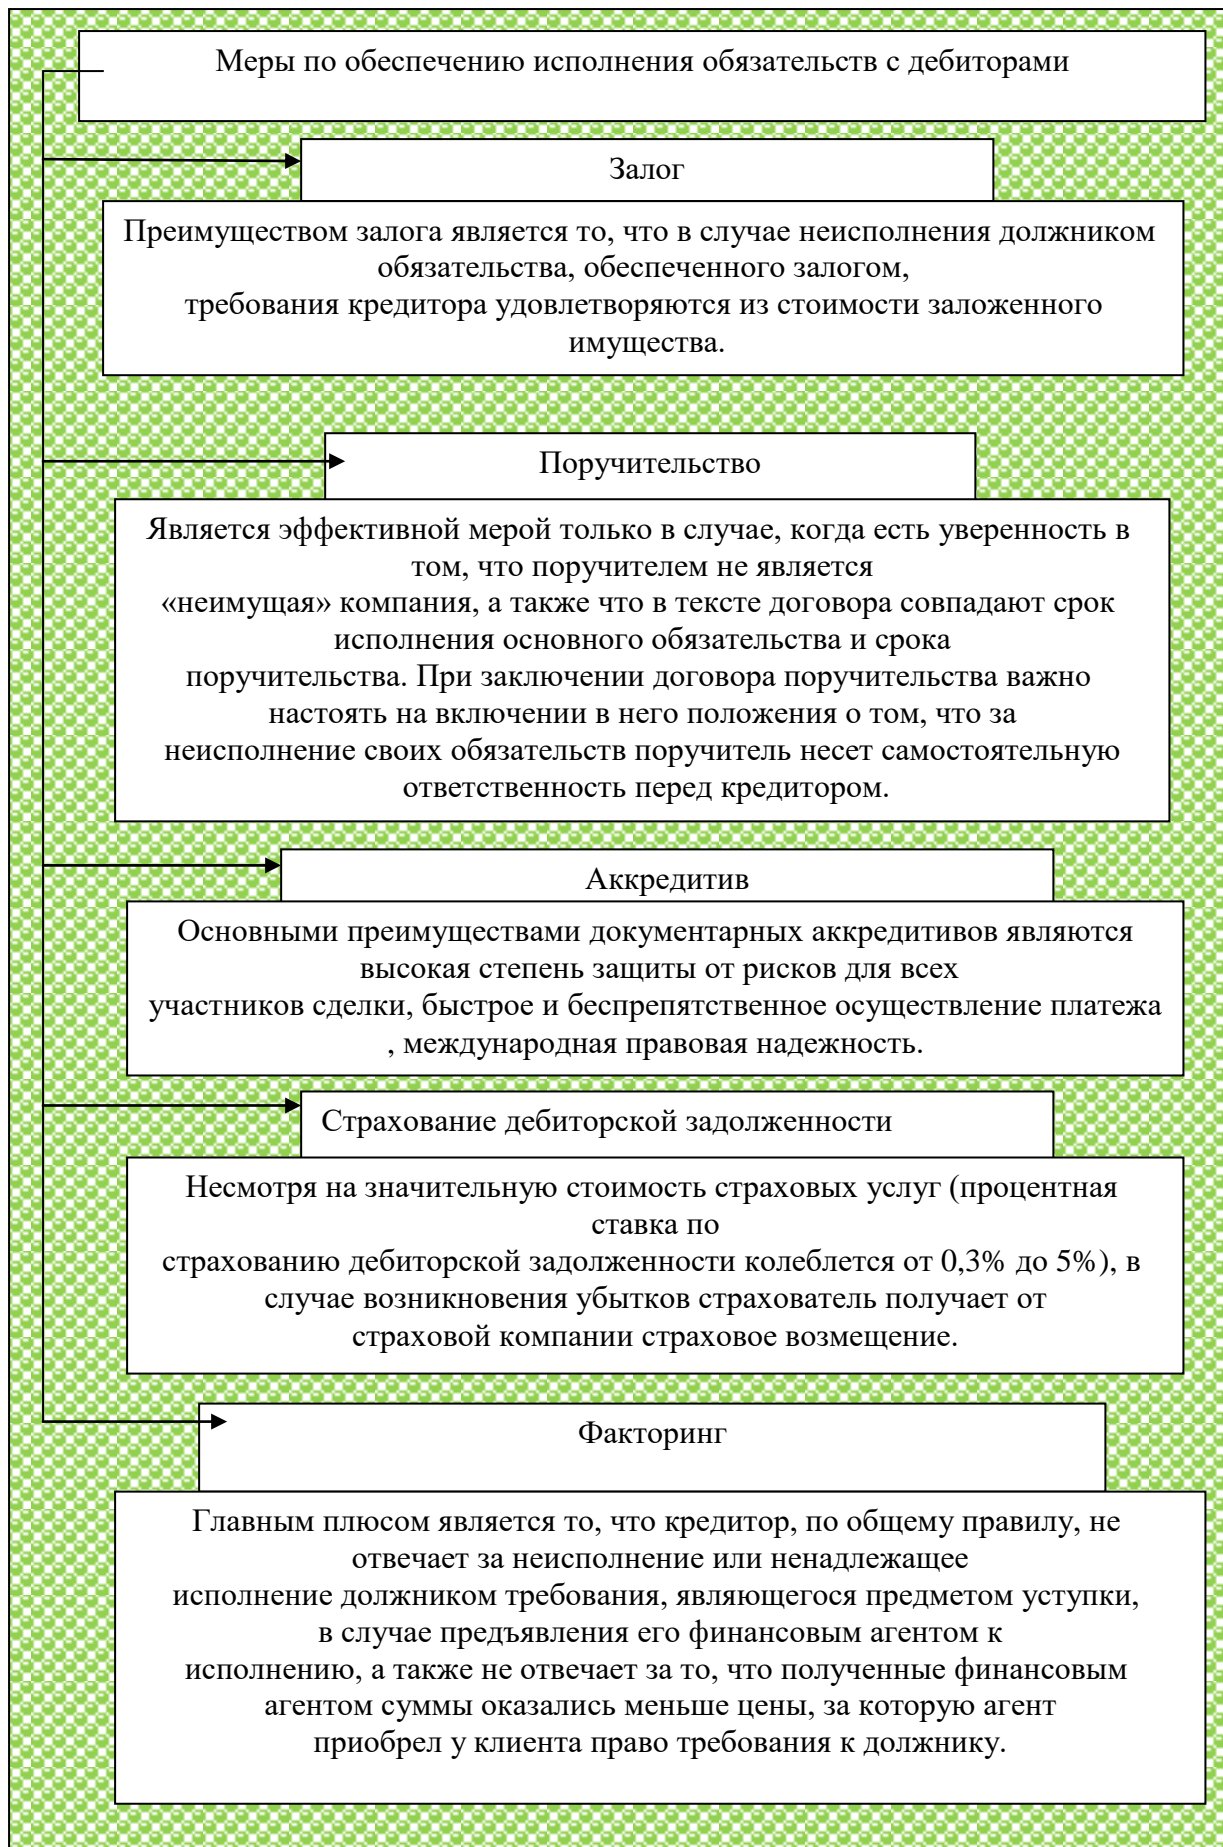 Меры по обеспечению исполнения обязательств с дебиторами
Залог
Преимуществом залога является то, что в случае неисполнения должником
обязательства, обеспеченного залогом,
требования кредитора удовлетворяются из стоимости заложенного
имущества.
Поручительство
Является эффективной мерой только в случае, когда есть уверенность в
том, что поручителем не является
«неимущая» компания, а также что в тексте договора совпадают срок
исполнения основного обязательства и срока
поручительства. При заключении договора поручительства важно
настоять на включении в него положения о том, что за
неисполнение своих обязательств поручитель несет самостоятельную
ответственность перед кредитором.
Аккредитив
Основными преимуществами документарных аккредитивов являются
высокая степень защиты от рисков для всех
участников сделки, быстрое и беспрепятственное осуществление платежа
, международная правовая надежность.
Страхование дебиторской задолженности
Несмотря на значительную стоимость страховых услуг (процентная
ставка по
страхованию дебиторской задолженности колеблется от 0,3% до 5%), в
случае возникновения убытков страхователь получает от
страховой компании страховое возмещение.
Факторинг
Главным плюсом является то, что кредитор, по общему правилу, не
отвечает за неисполнение или ненадлежащее
исполнение должником требования, являющегося предметом уступки,
в случае предъявления его финансовым агентом к
исполнению, а также не отвечает за то, что полученные финансовым
агентом суммы оказались меньше цены, за которую агент
приобрел у клиента право требования к должнику.